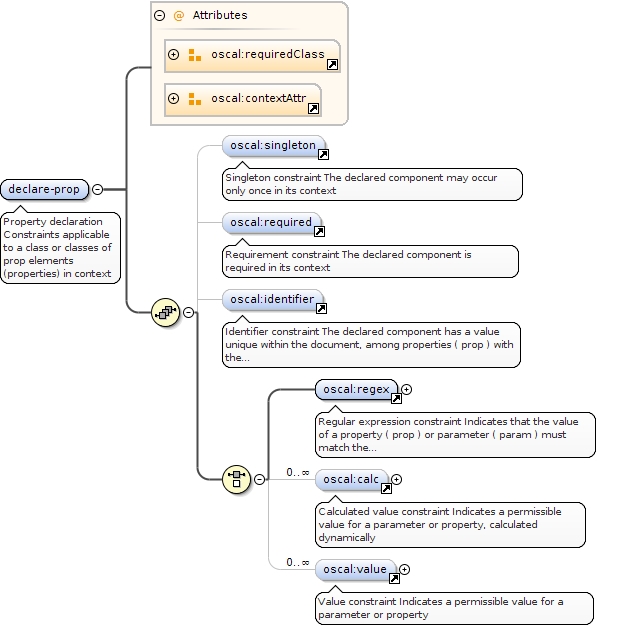 Attributes
oscal:requiredClass
oscal:contextAttr
declare-prop
Property declaration
Constraints applicable
to a class or classes of
prop elements
(properties) in context
oscal:singleton
Singleton constraint The declared component may occur
only once in its context
oscal:required
Requirement constraint The declared component is
required in its context
oscal:identifier
Identifier constraint The declared component has a value
unique within the document, among properties ( prop ) with
the...
oscal:regex
Regular expression constraint Indicates that the value
of a property ( prop ) or parameter ( param ) must
match the...
0..∞
oscal:calc
Calculated value constraint Indicates a permissible
value for a parameter or property, calculated
dynamically
0..∞
oscal:value
Value constraint Indicates a permissible value for a
parameter or property